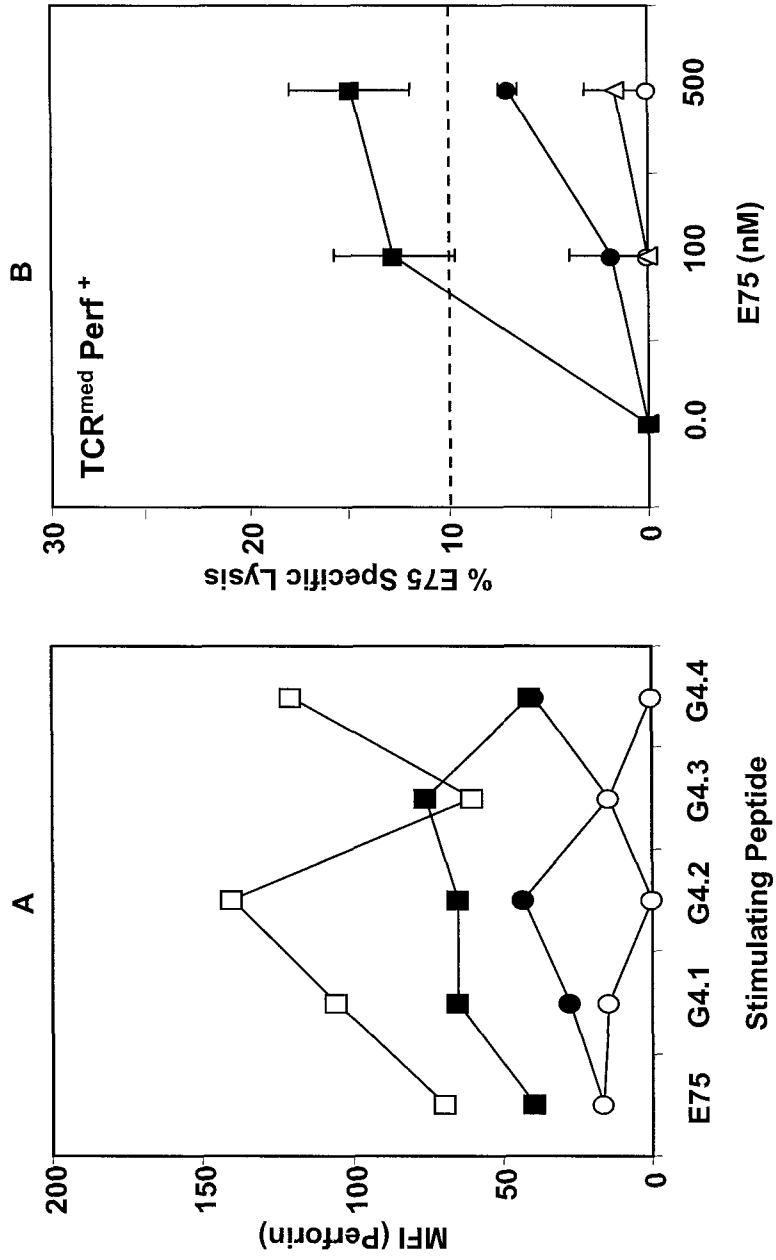 A
200
150
100
50
0
MFI (Perforin)
E75 G4.1 G4.2 G4.3 G4.4
Stimulating Peptide
B
TCRmed Perf +
30
20
10
0
% E75 Specific Lysis
0.0 100 500
E75 (nM)